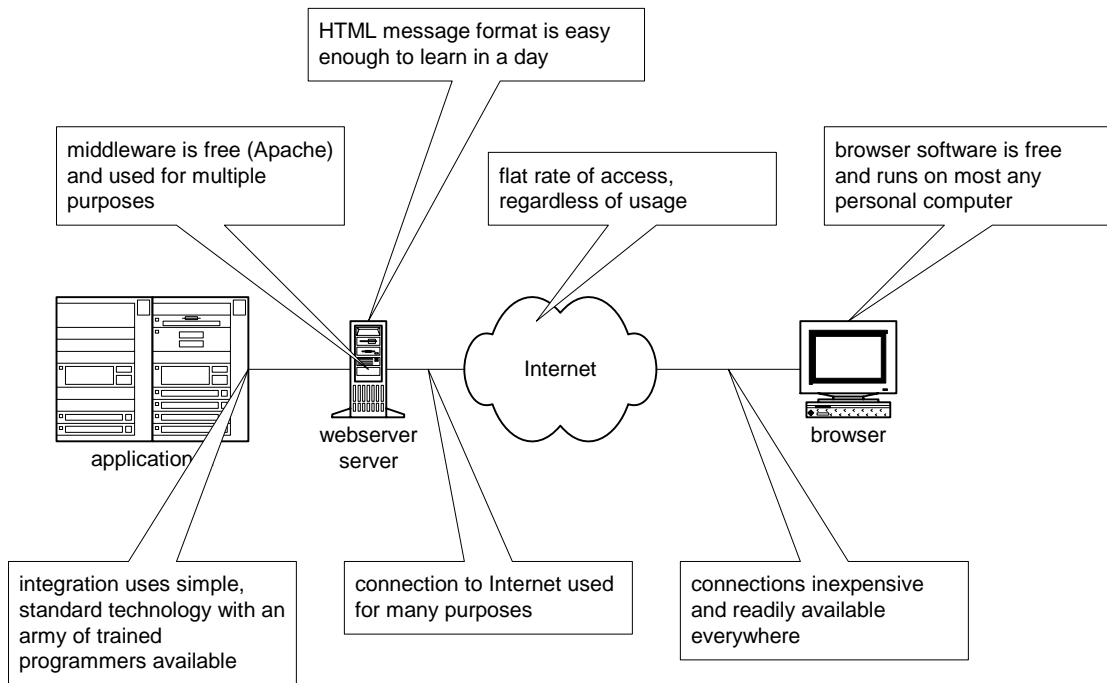 HTML message format is easy
enough to learn in a day
middleware is free (Apache)
and used for multiple
purposes
flat rate of access,
regardless of usage
browser software is free
and runs on most any
personal computer
Internet
application
webserver
server
browser
integration uses simple,
standard technology with an
army of trained
programmers available
connection to Internet used
for many purposes
connections inexpensive
and readily available
everywhere